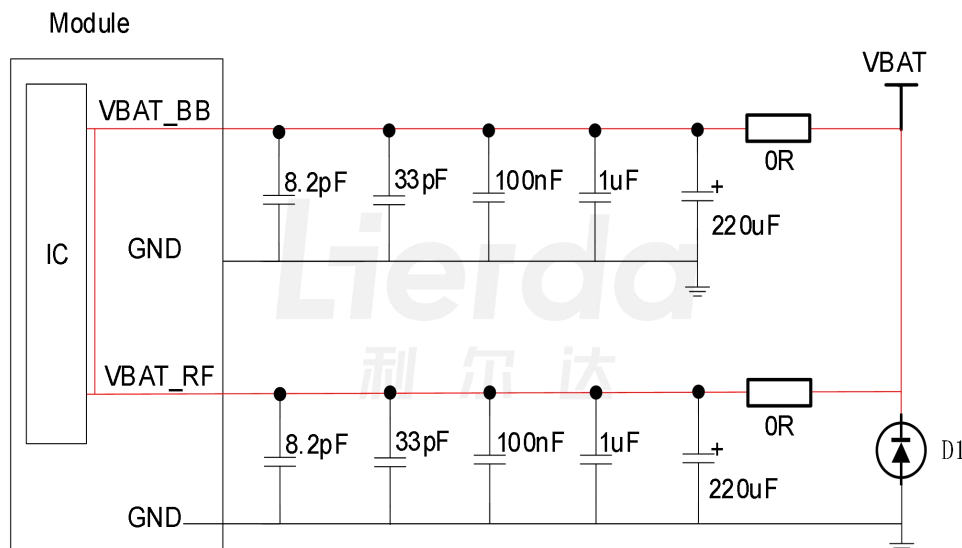 Module
VBAT
VBAT_BB
0R
8.2pF
33pF
100nF
1uF
+
220uF
GND
IC
Lierda
利尔达
VBAT_RF
0R
8.2pF
33pF
100nF
1uF
+
220uF
D1
GND